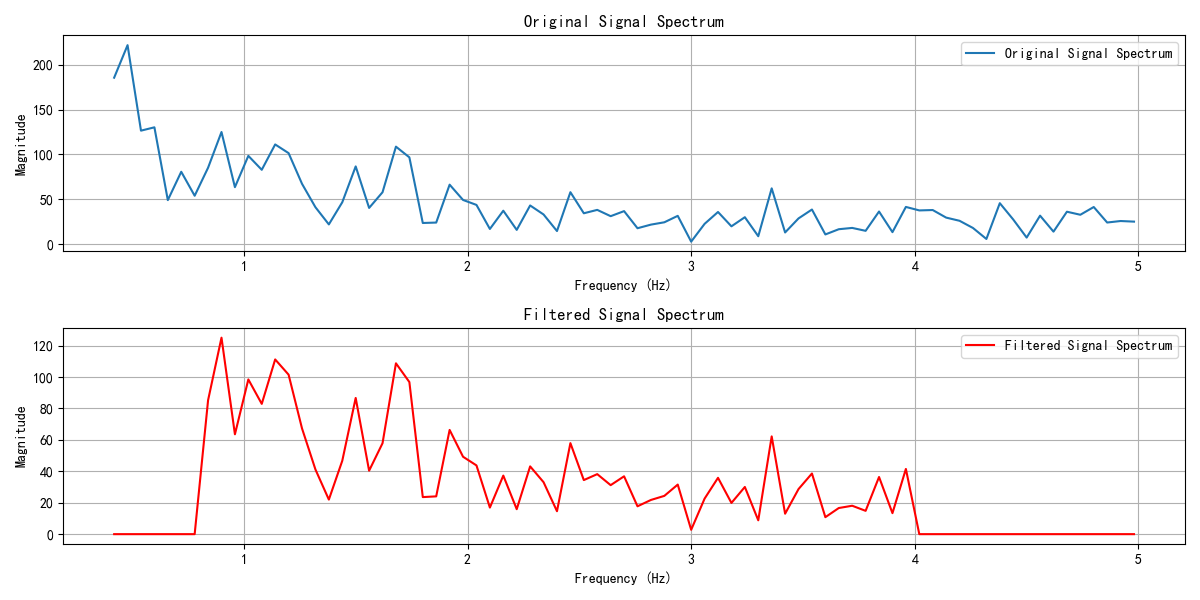 Original Signal Spectrum
Original Signal Spectrum
Magnitude
200
150
100
50
0
1 2 3 4 5
Frequency (Hz)
Filtered Signal Spectrum
Filtered Signal Spectrum
Magnitude
120
100
80
60
40
20
0
1 2 3 4 5
Frequency (Hz)